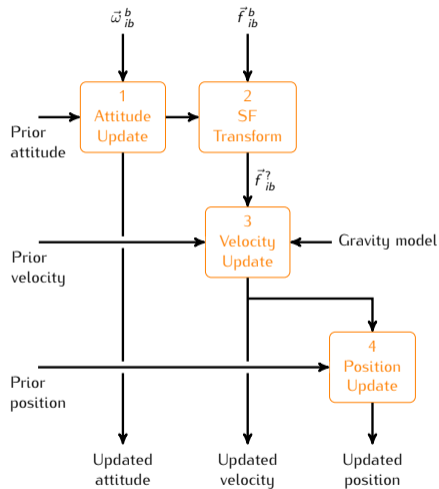 ω⃗ᵇᵢᵦ f⃗ᵇᵢᵦ
1
Attitude
Update
2
SF
Transform
Prior
attitude
f⃗ ?ᵢᵦ
3
Velocity
Update
Gravity model
Prior
velocity
4
Position
Update
Prior
position
Updated
attitude
Updated
velocity
Updated
position